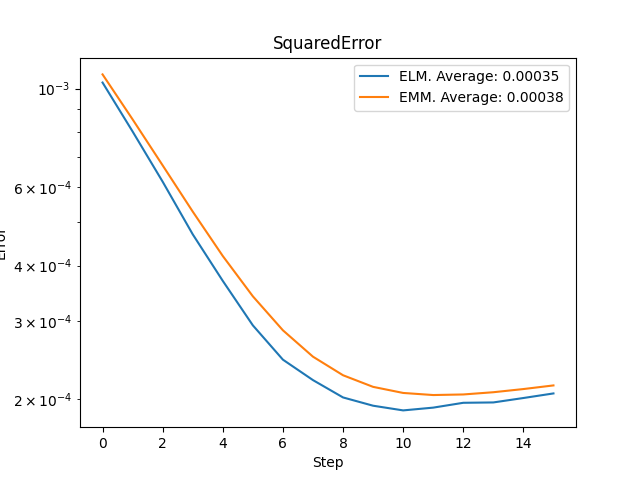 SquaredError
ELM. Average: 0.00035
EMM. Average: 0.00038
10⁻³
6 × 10⁻⁴
4 × 10⁻⁴
3 × 10⁻⁴
2 × 10⁻⁴
Error
0 2 4 6 8 10 12 14
Step